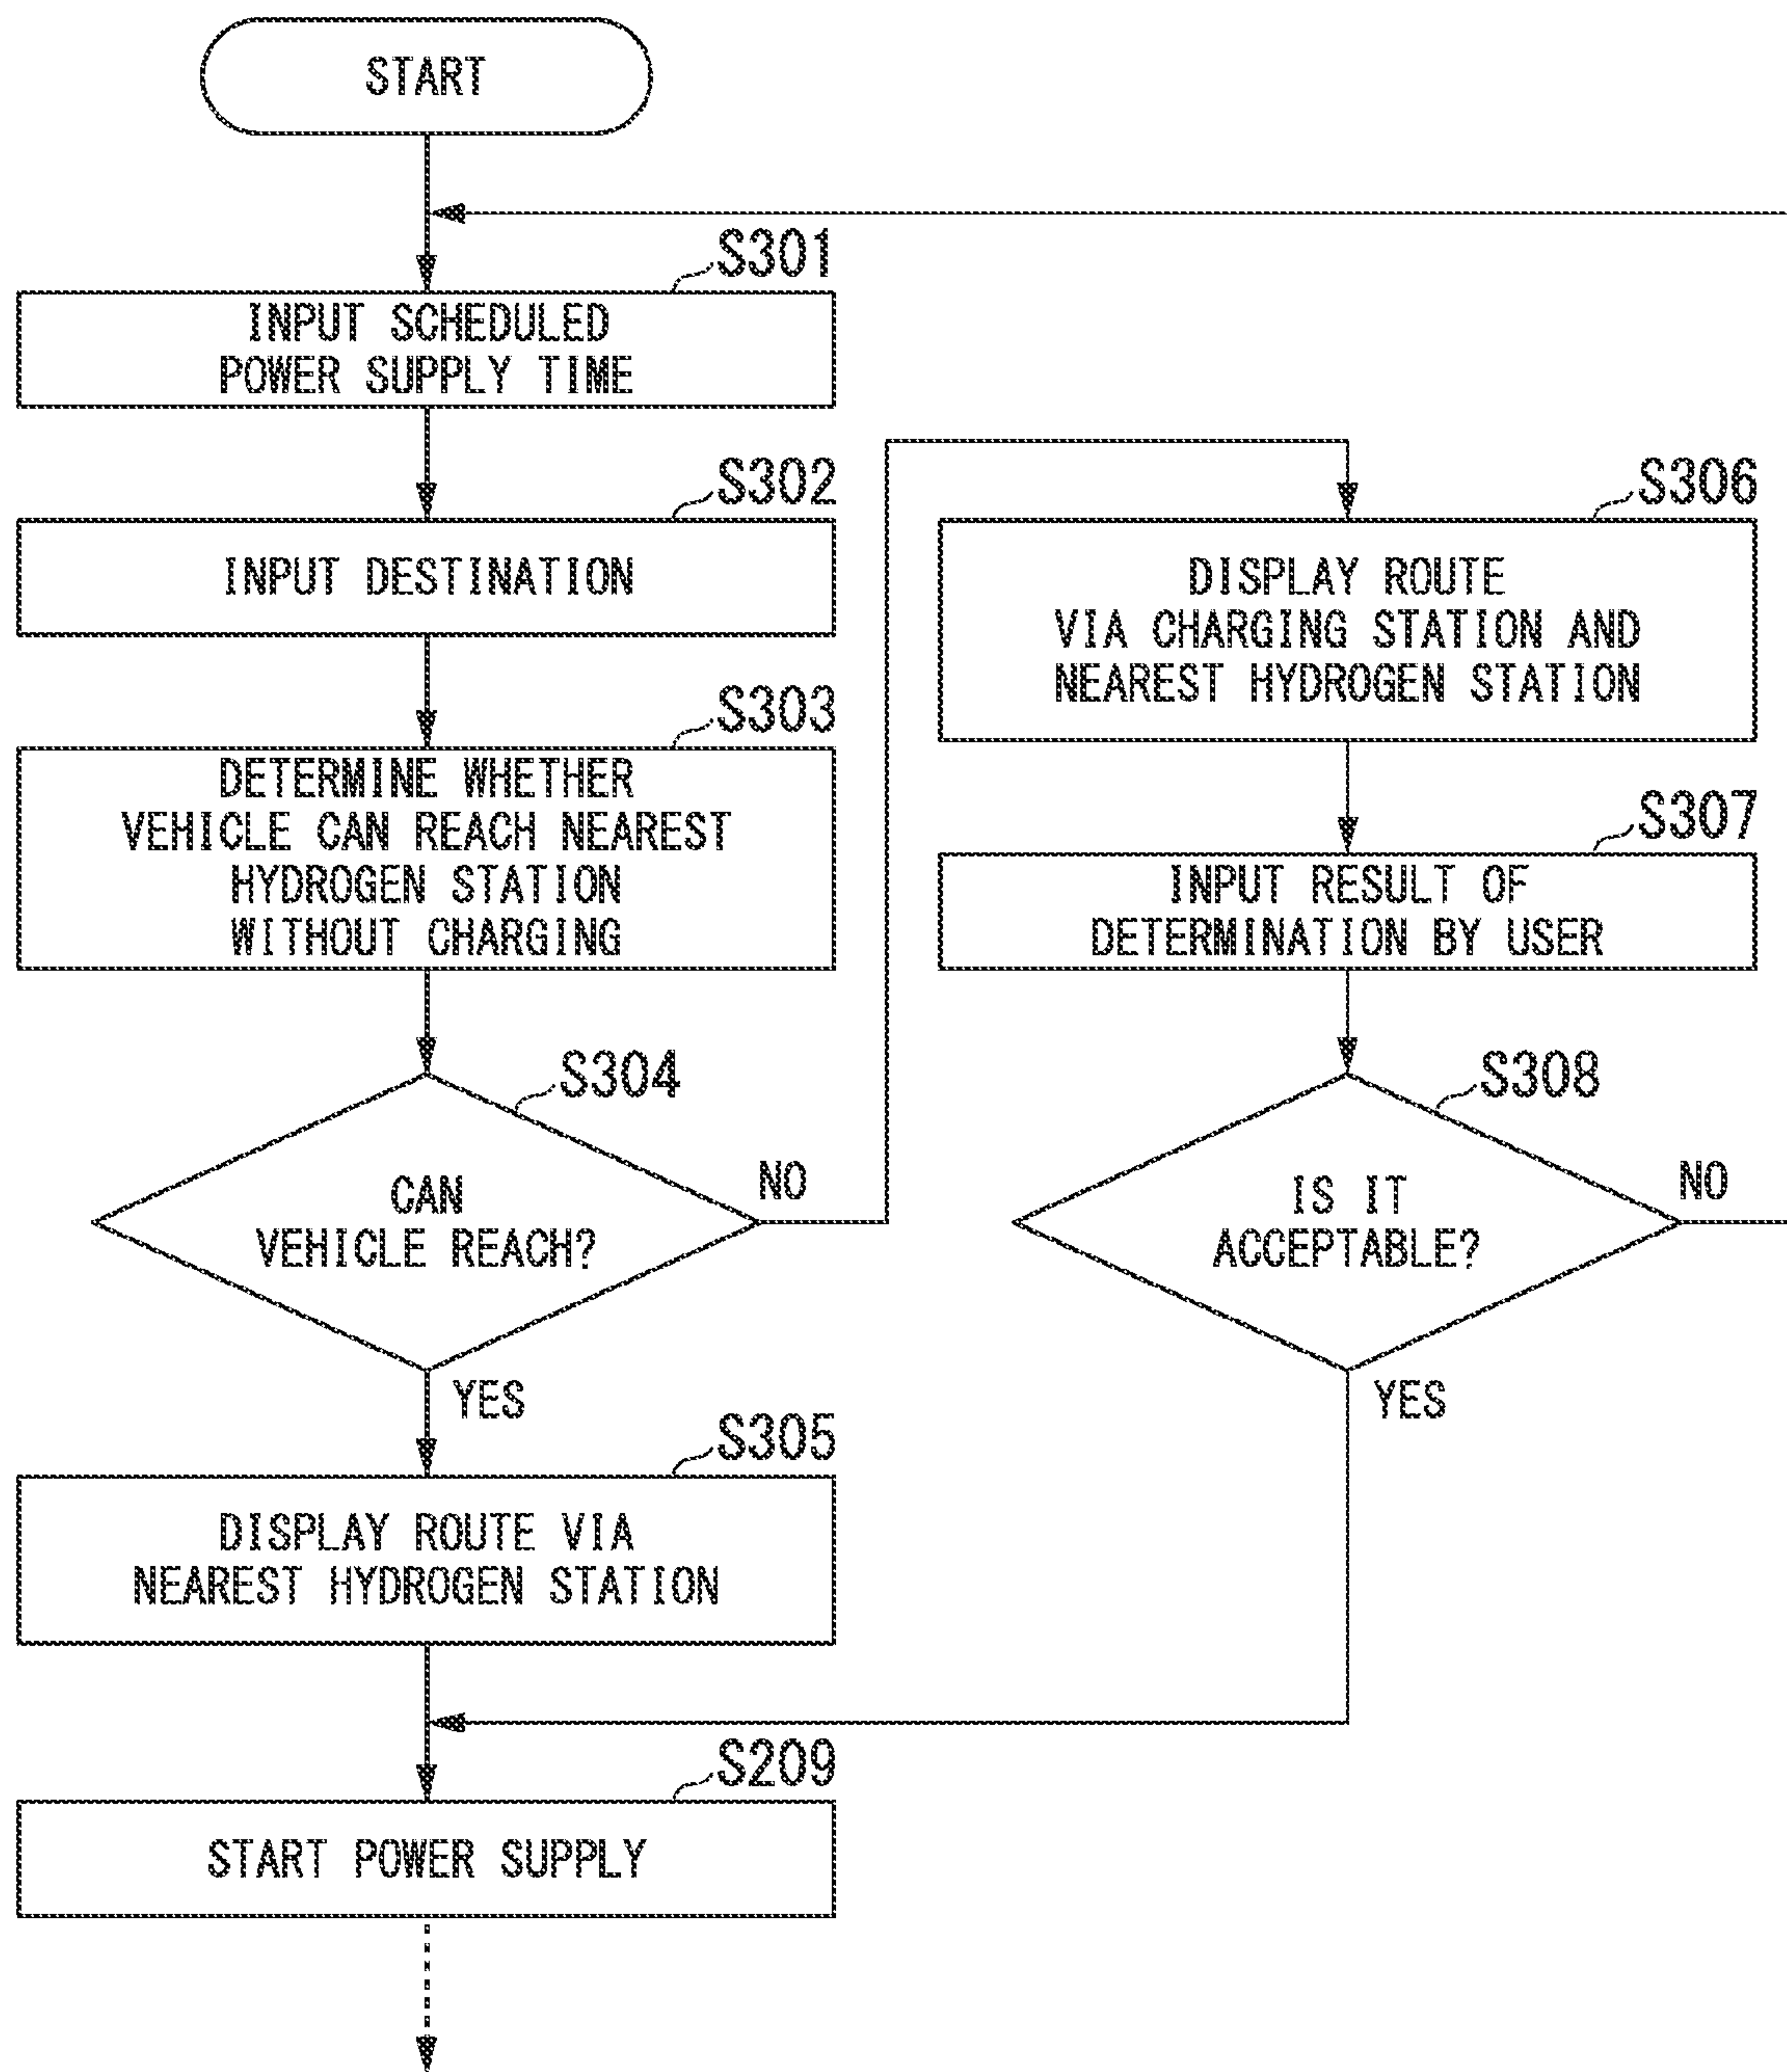 START
S301
INPUT SCHEDULED
POWER SUPPLY TIME
S302
INPUT DESTINATION
S303
DETERMINE WHETHER
VEHICLE CAN REACH NEAREST
HYDROGEN STATION
WITHOUT CHARGING
S304
CAN
VEHICLE REACH?
NO
YES
S305
DISPLAY ROUTE VIA
NEAREST HYDROGEN STATION
S306
DISPLAY ROUTE
VIA CHARGING STATION AND
NEAREST HYDROGEN STATION
S307
INPUT RESULT OF
DETERMINATION BY USER
S308
IS IT
ACCEPTABLE?
NO
YES
S209
START POWER SUPPLY